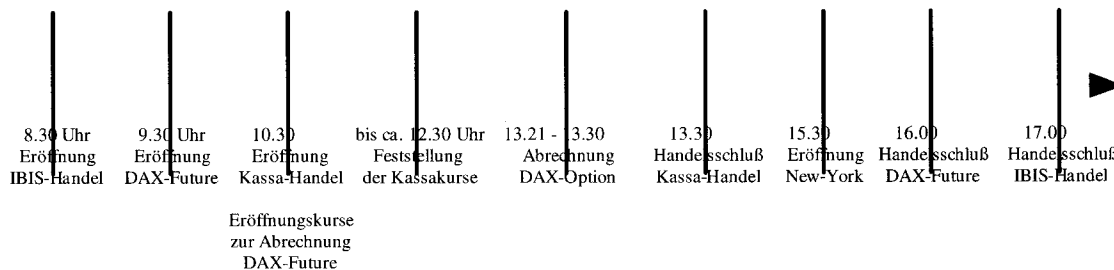 8.30 Uhr
Eröffnung
IBIS-Handel
9.30 Uhr
Eröffnung
DAX-Future
10.30
Eröffnung
Kassa-Handel
Eröffnungskurse
zur Abrechnung
DAX-Future
bis ca. 12.30 Uhr
Feststellung
der Kassakurse
13.21 - 13.30
Abrechnung
DAX-Option
13.30
Handelsschluß
Kassa-Handel
15.30
Eröffnung
New-York
16.00
Handelsschluß
DAX-Future
17.00
Handelsschluß
IBIS-Handel